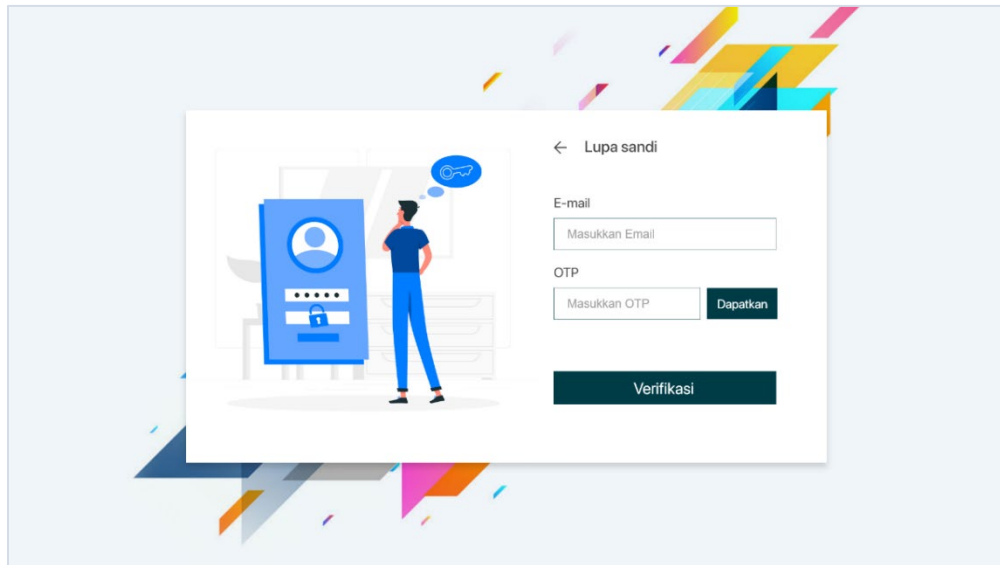 Lupa sandi
E-mail
Masukkan Email
OTP
Masukkan OTP
Dapatkan
Verifikasi